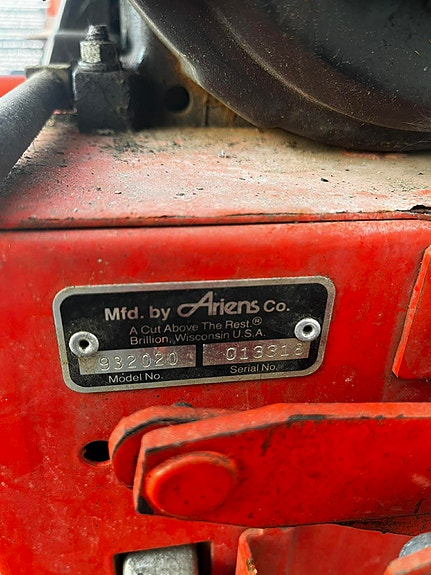 Mfd. by Ariens Co.
A Cut Above The Rest.®
Brillion, Wisconsin U.S.A.
932020 013318
Model No. Serial No.